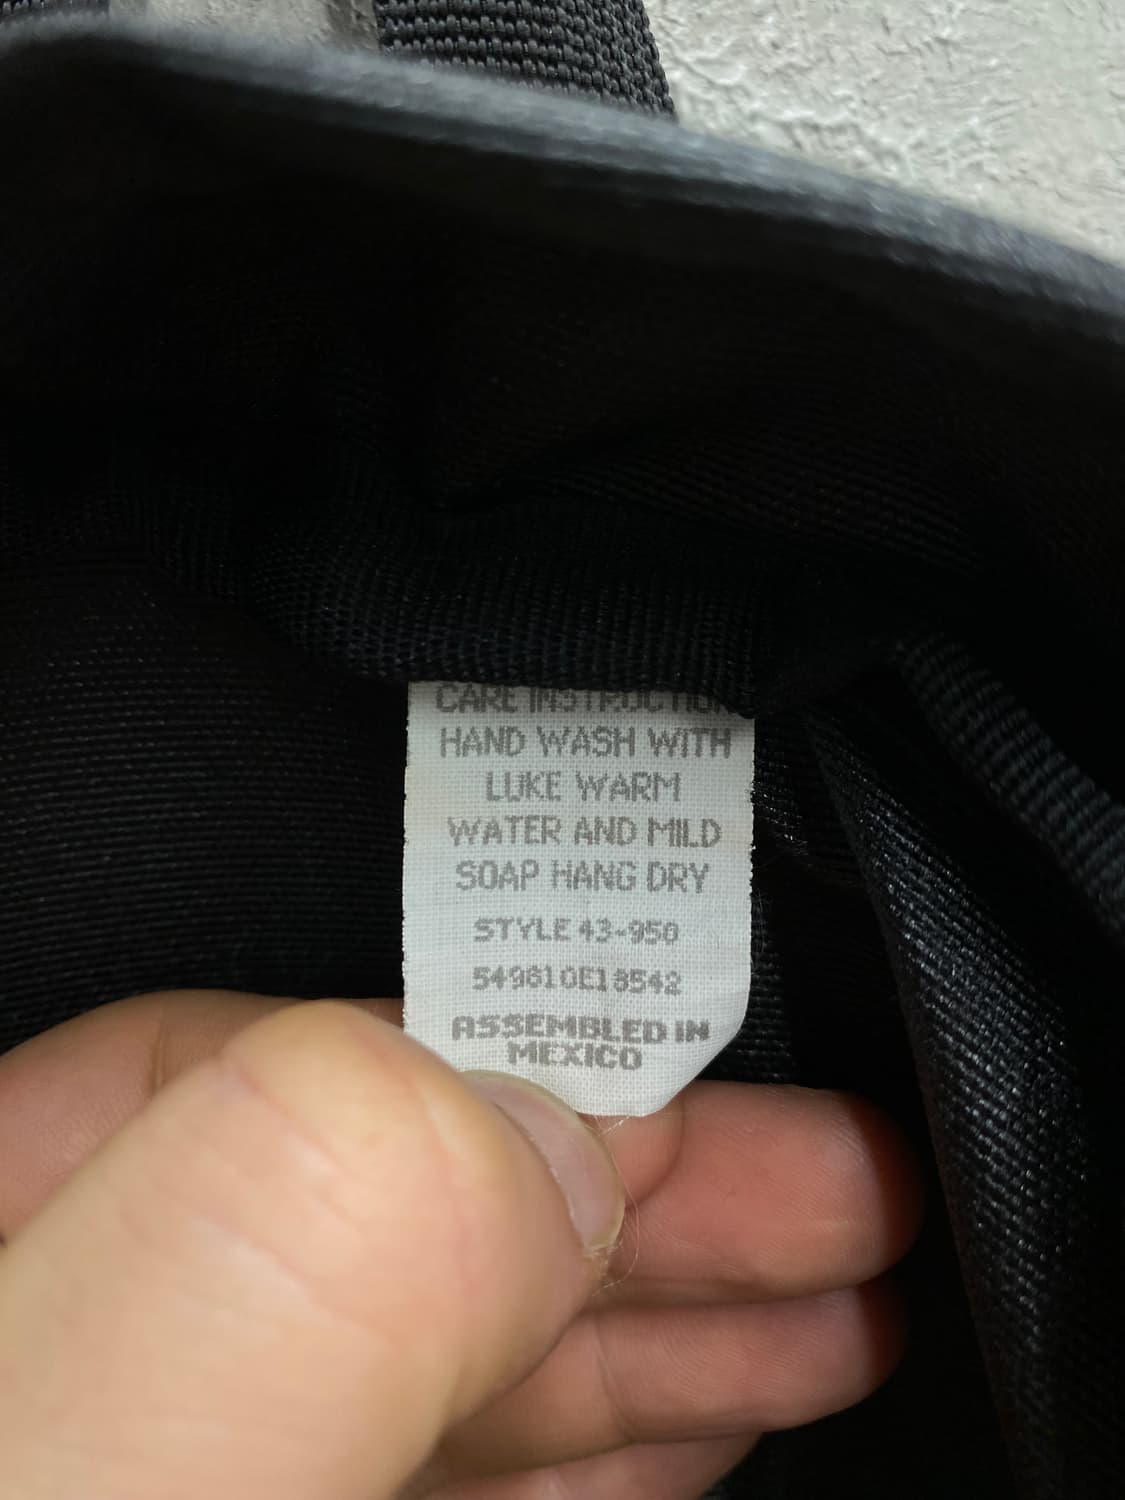 CARE INSTRUCTION
HAND WASH WITH
LUKE WARM
WATER AND MILD
SOAP HANG DRY
STYLE 43-950
549610E18542
ASSEMBLED IN
MEXICO